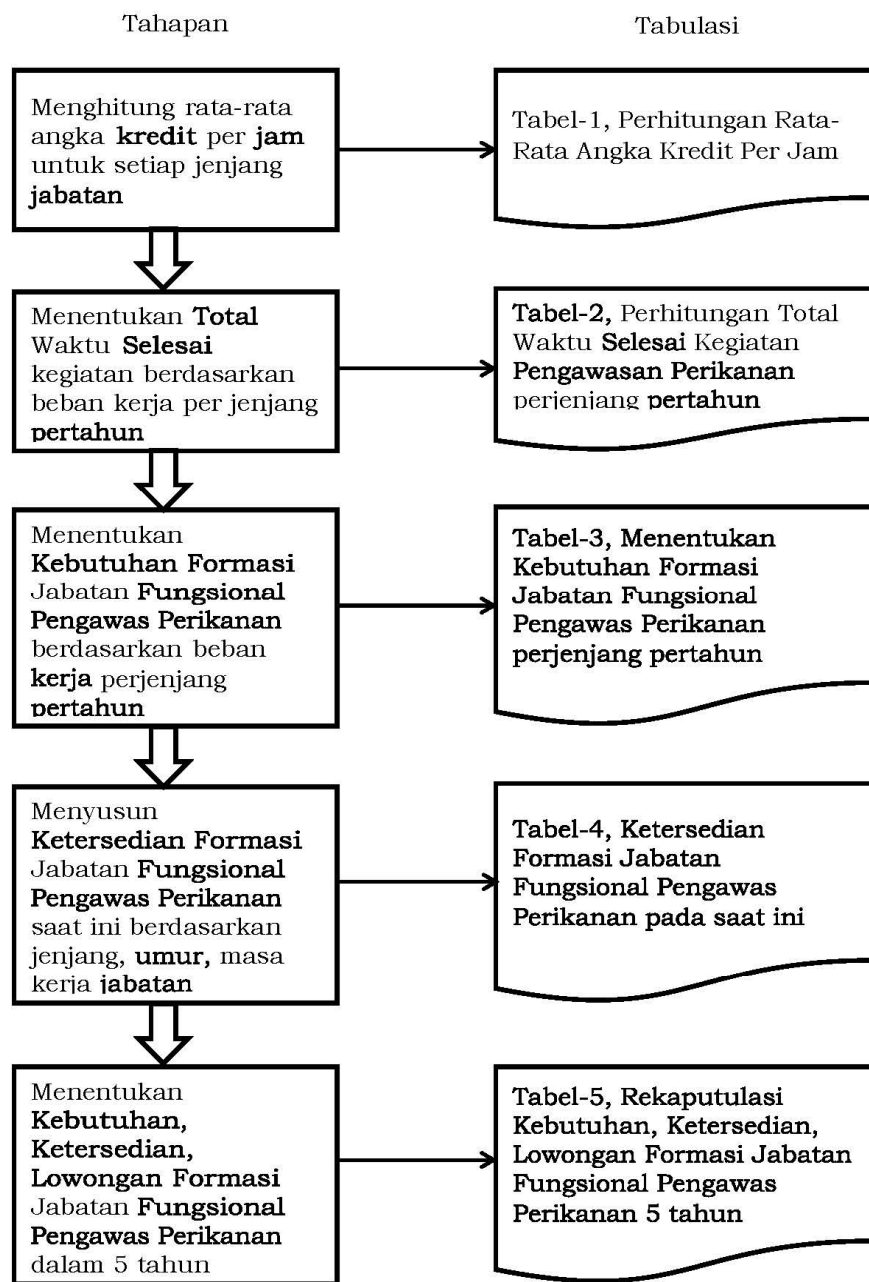 Tahapan
Tabulasi
Menghitung rata-rata
angka kredit per jam
untuk setiap jenjang
jabatan
Tabel-1, Perhitungan Rata-
Rata Angka Kredit Per Jam
Menentukan Total
Waktu Selesai
kegiatan berdasarkan
beban kerja per jenjang
pertahun
Tabel-2, Perhitungan Total
Waktu Selesai Kegiatan
Pengawasan Perikanan
perjenjang pertahun
Menentukan
Kebutuhan Formasi
Jabatan Fungsional
Pengawas Perikanan
berdasarkan beban
kerja perjenjang
pertahun
Tabel-3, Menentukan
Kebutuhan Formasi
Jabatan Fungsional
Pengawas Perikanan
perjenjang pertahun
Menyusun
Ketersedian Formasi
Jabatan Fungsional
Pengawas Perikanan
saat ini berdasarkan
jenjang, umur, masa
kerja jabatan
Tabel-4, Ketersedian
Formasi Jabatan
Fungsional Pengawas
Perikanan pada saat ini
Menentukan
Kebutuhan,
Ketersedian,
Lowongan Formasi
Jabatan Fungsional
Pengawas Perikanan
dalam 5 tahun
Tabel-5, Rekaputulasi
Kebutuhan, Ketersedian,
Lowongan Formasi Jabatan
Fungsional Pengawas
Perikanan 5 tahun